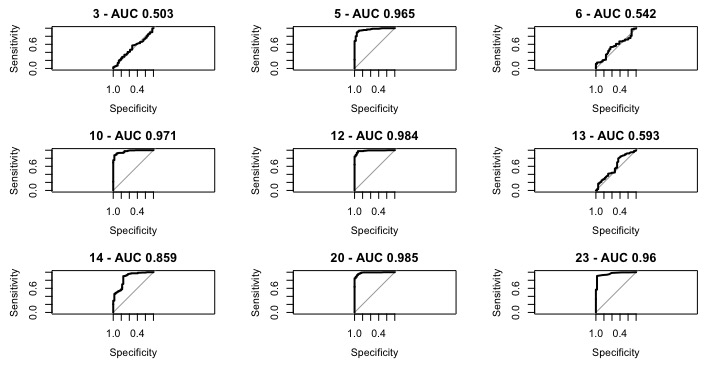 3 - AUC 0.503
Sensitivity
0.0 0.6
1.0 0.4
Specificity
5 - AUC 0.965
Sensitivity
0.0 0.6
1.0 0.4
Specificity
6 - AUC 0.542
Sensitivity
0.0 0.6
1.0 0.4
Specificity
10 - AUC 0.971
Sensitivity
0.0 0.6
1.0 0.4
Specificity
12 - AUC 0.984
Sensitivity
0.0 0.6
1.0 0.4
Specificity
13 - AUC 0.593
Sensitivity
0.0 0.6
1.0 0.4
Specificity
14 - AUC 0.859
Sensitivity
0.0 0.6
1.0 0.4
Specificity
20 - AUC 0.985
Sensitivity
0.0 0.6
1.0 0.4
Specificity
23 - AUC 0.96
Sensitivity
0.0 0.6
1.0 0.4
Specificity